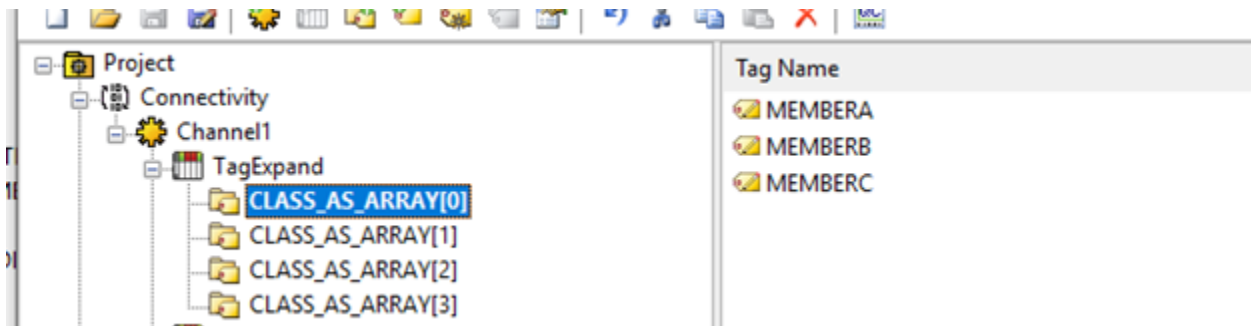 Project
Connectivity
Channel1
TagExpand
CLASS_AS_ARRAY[0]
CLASS_AS_ARRAY[1]
CLASS_AS_ARRAY[2]
CLASS_AS_ARRAY[3]
Tag Name
MEMBERA
MEMBERB
MEMBERC